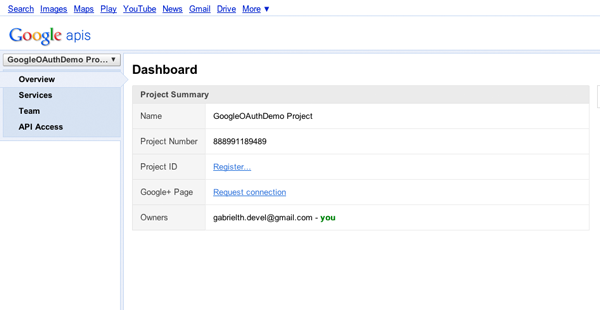 Search Images Maps Play YouTube News Gmail Drive More ▼
Google apis
GoogleOAuthDemo Pro... ▼
Overview
Services
Team
API Access
Dashboard
Project Summary
Name GoogleOAuthDemo Project
Project Number 888991189489
Project ID Register...
Google+ Page Request connection
Owners gabrielth.devel@gmail.com - you